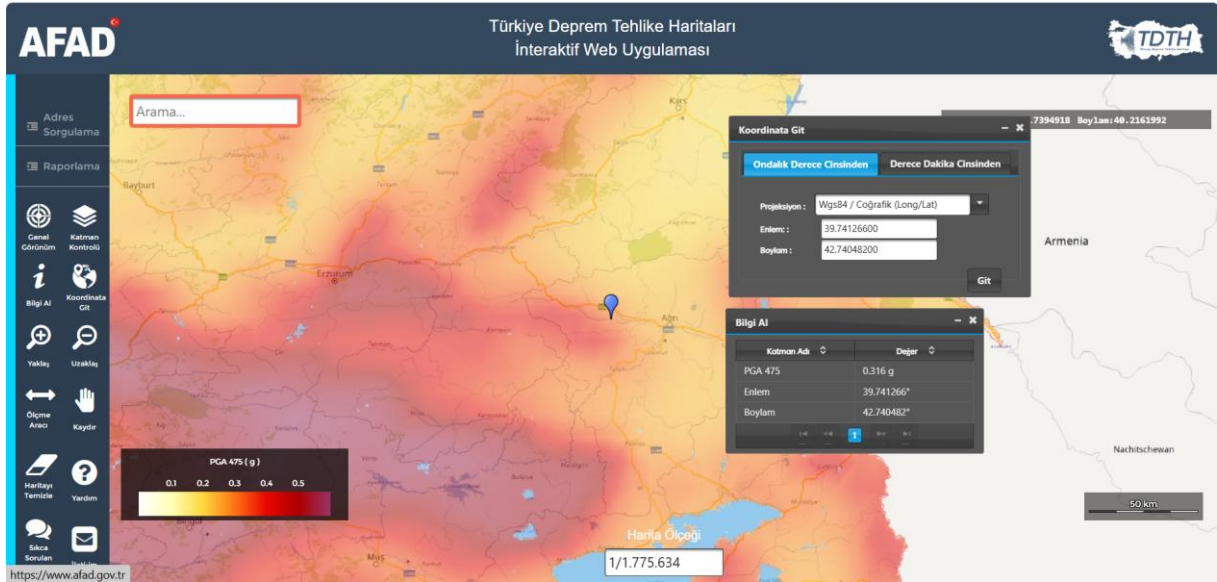 AFAD
Türkiye Deprem Tehlike Haritaları
İnteraktif Web Uygulaması
TDTH
Adres
Sorgulama
Raporlama
Genel
Görünüm
Katman
Kontrolü
Bilgi Al
Koordinata
Git
Yaklaş
Uzaklaş
Ölçme
Aracı
Kaydır
Haritayı
Temizle
Yardım
Sıkca
Sorulan
https://www.afad.gov.tr
Arama...
Kars
Bayburt
Erzurum
Ağrı
Muş
Armenia
Nachitschewan
.7394918 Boylam:40.2161992
Koordinata Git
Ondalık Derece Cinsinden
Derece Dakika Cinsinden
Projeksiyon :
Wgs84 / Coğrafik (Long/Lat)
Enlem: :
39.74126600
Boylam :
42.74048200
Git
Bilgi Al
Katman Adı
Değer
PGA 475
0.316 g
Enlem
39.741266°
Boylam
42.740482°
1
PGA 475 ( g )
0.1 0.2 0.3 0.4 0.5
50 km
Harita Ölçeği
1/1.775.634